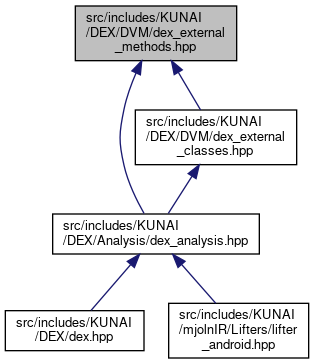 src/includes/KUNAI
/DEX/DVM/dex_external
_methods.hpp
src/includes/KUNAI
/DEX/DVM/dex_external
_classes.hpp
src/includes/KUNAI
/DEX/Analysis/dex_analysis.hpp
src/includes/KUNAI
/DEX/dex.hpp
src/includes/KUNAI
/mjolnIR/Lifters/lifter
_android.hpp